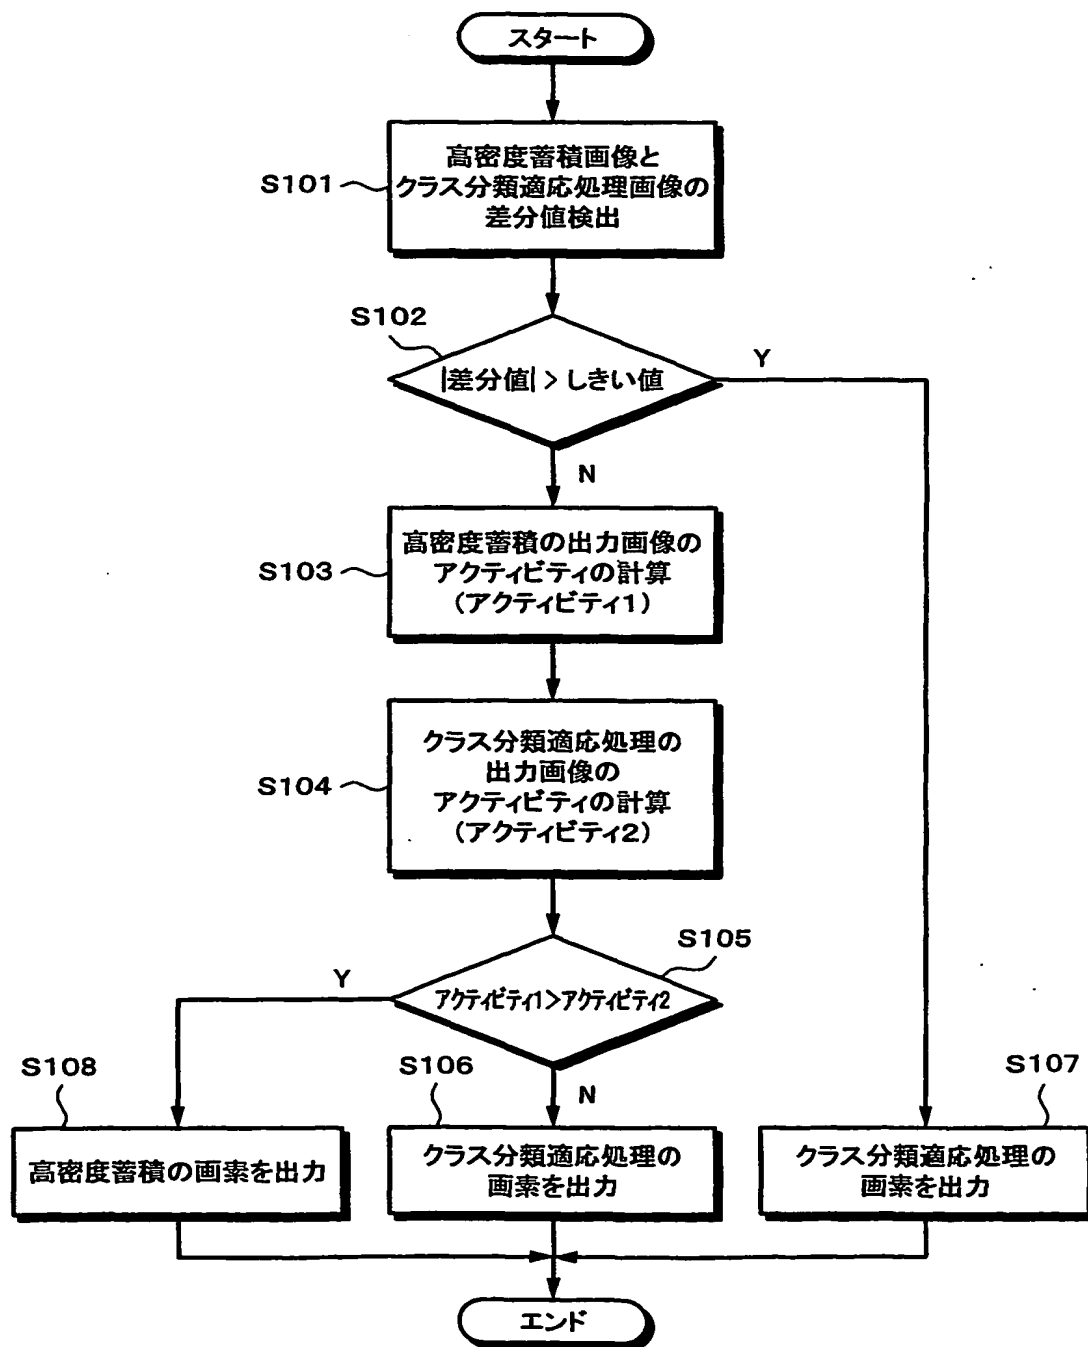 スタート
S101
高密度蓄積画像と
クラス分類適応処理画像の
差分値検出
S102
|差分値| > しきい値
Y
N
S103
高密度蓄積の出力画像の
アクティビティの計算
(アクティビティ1)
S104
クラス分類適応処理の
出力画像の
アクティビティの計算
(アクティビティ2)
S105
アクティビティ1>アクティビティ2
Y
N
S108
高密度蓄積の画素を出力
S106
クラス分類適応処理の
画素を出力
S107
クラス分類適応処理の
画素を出力
エンド